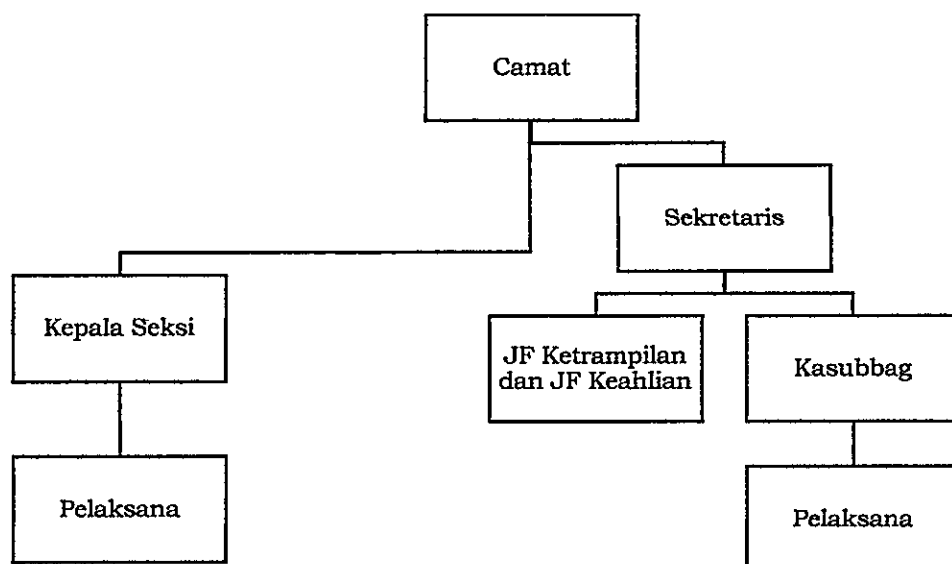 Camat
Sekretaris
Kepala Seksi
JF Ketrampilan
dan JF Keahlian
Kasubbag
Pelaksana
Pelaksana